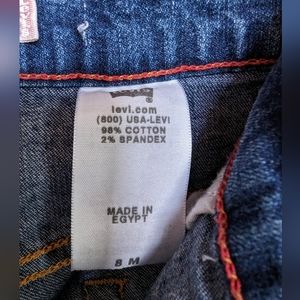 levi.com
(800) USA-LEVI
98% COTTON
2% SPANDEX
MADE IN
EGYPT
8 M